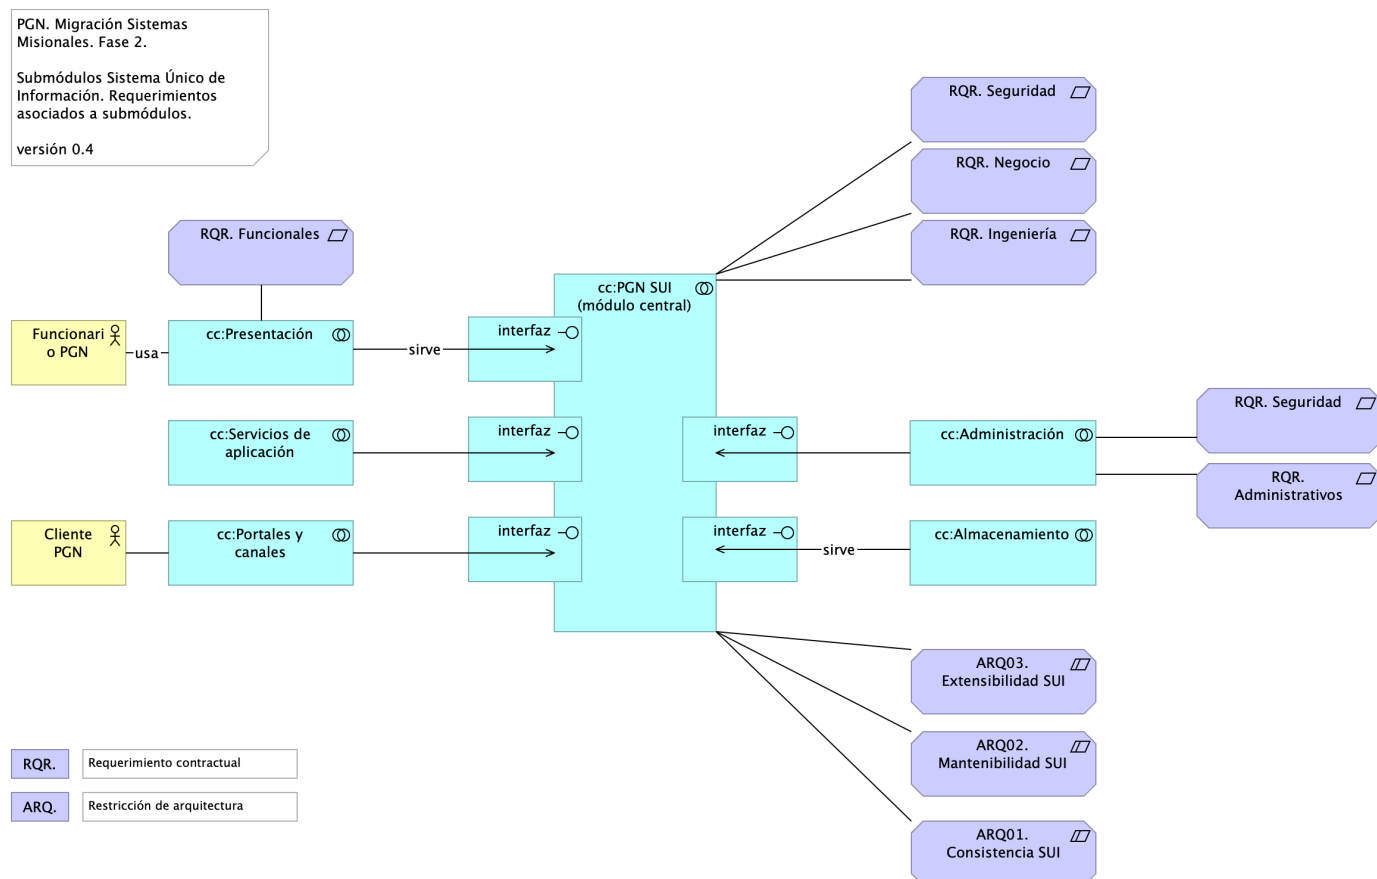 PGN. Migración Sistemas
Misionales. Fase 2.
Submódulos Sistema Único de
Información. Requerimientos
asociados a submódulos.
versión 0.4
RQR. Seguridad
RQR. Negocio
RQR. Ingeniería
RQR. Funcionales
cc:PGN SUI
(módulo central)
Funcionari
o PGN
usa
cc:Presentación
sirve
interfaz
cc:Servicios de
aplicación
interfaz
interfaz
cc:Administración
RQR. Seguridad
RQR.
Administrativos
Cliente
PGN
cc:Portales y
canales
interfaz
interfaz
sirve
cc:Almacenamiento
ARQ03.
Extensibilidad SUI
ARQ02.
Mantenibilidad SUI
ARQ01.
Consistencia SUI
RQR.
Requerimiento contractual
ARQ.
Restricción de arquitectura